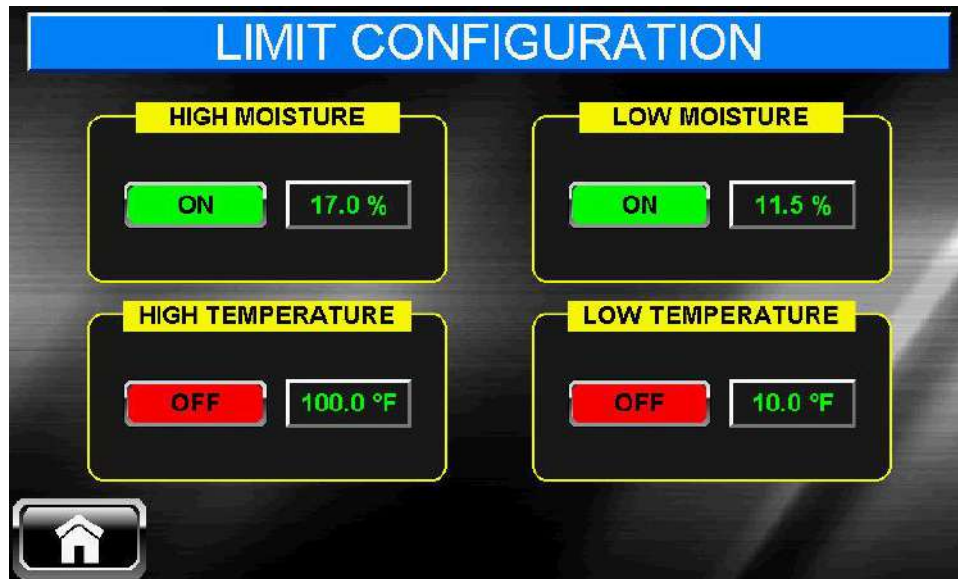 LIMIT CONFIGURATION
HIGH MOISTURE
LOW MOISTURE
ON
17.0 %
ON
11.5 %
HIGH TEMPERATURE
LOW TEMPERATURE
OFF
100.0 °F
OFF
10.0 °F